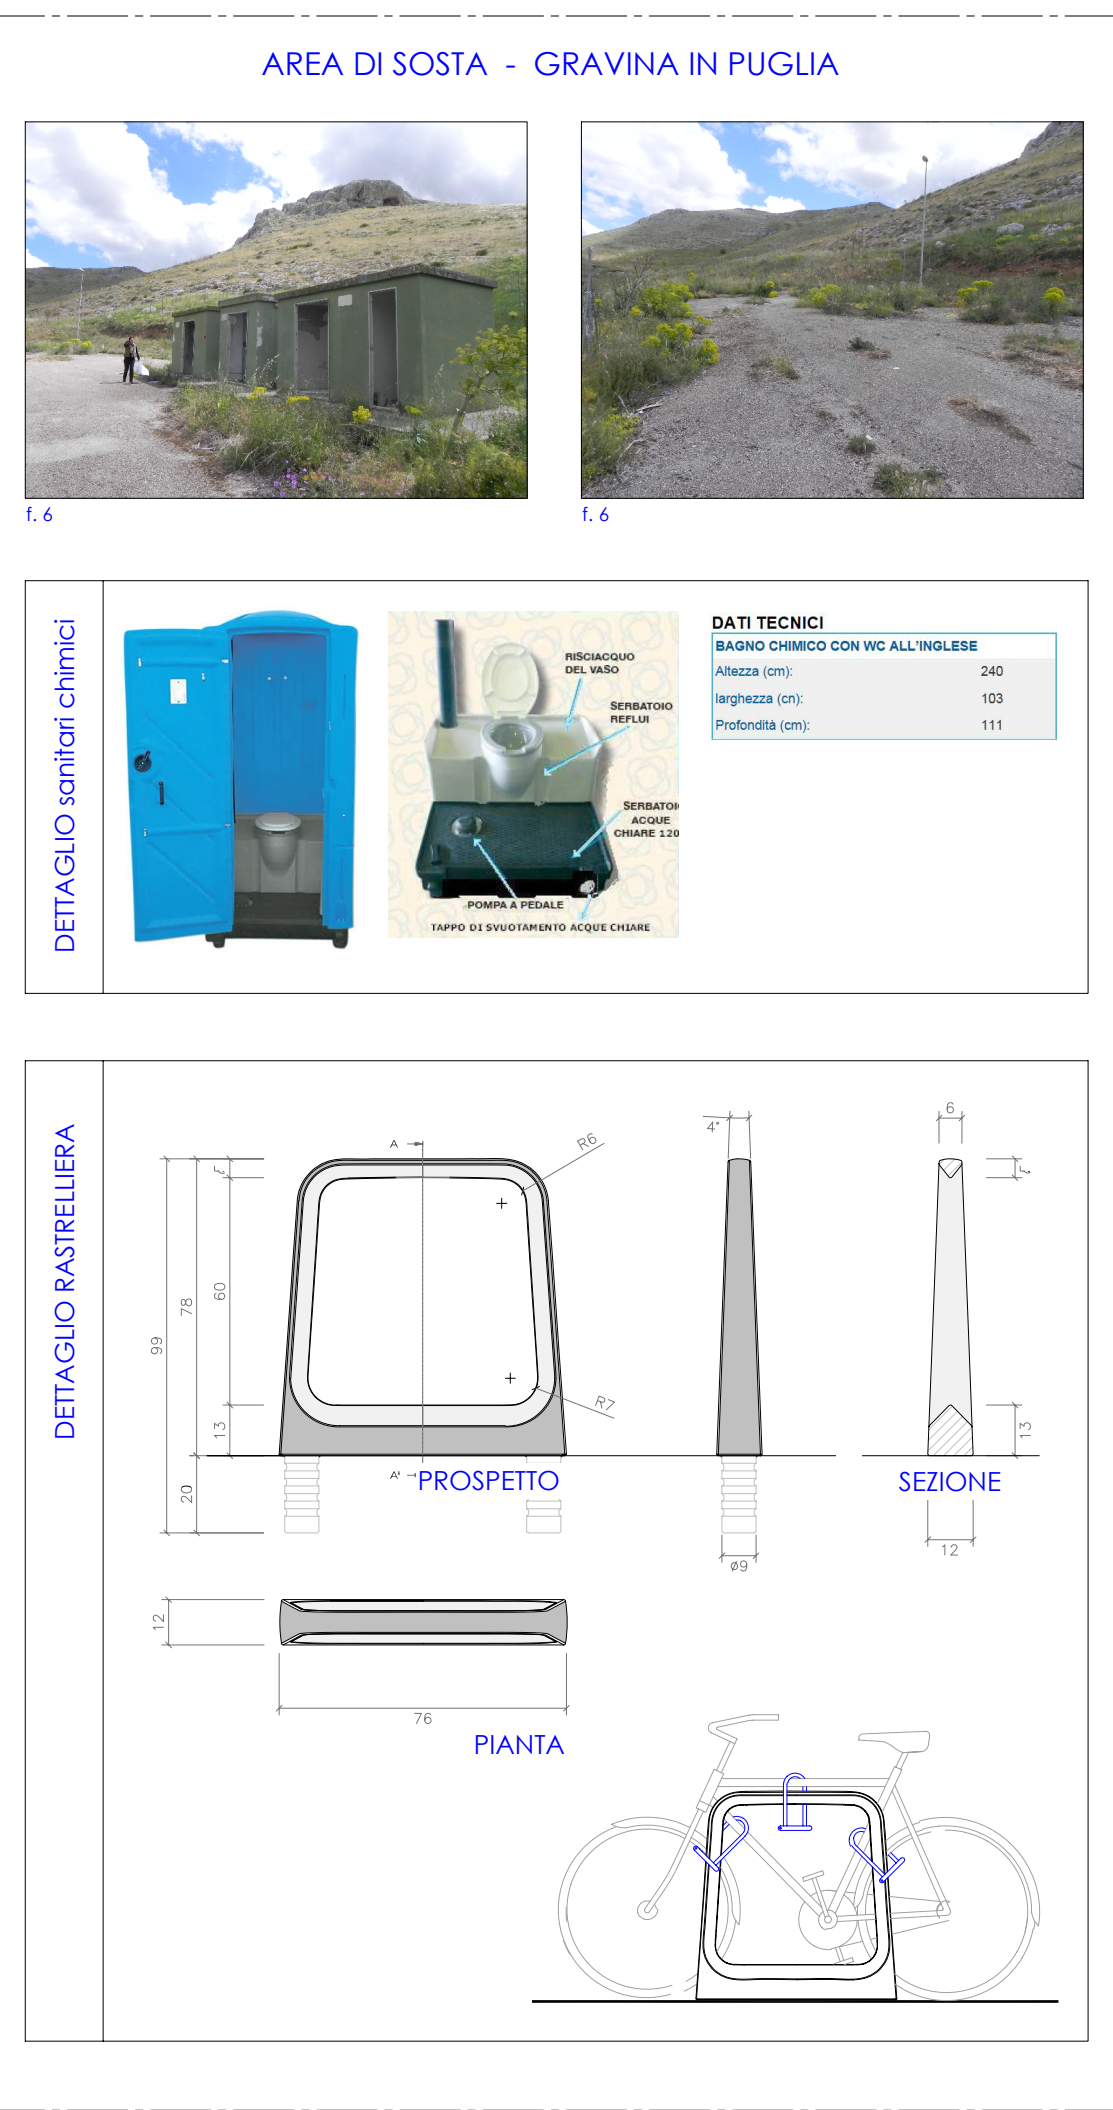 AREA DI SOSTA - GRAVINA IN PUGLIA
f. 6
f. 6
DETTAGLIO sanitari chimici
RISCIACQUO
DEL VASO
SERBATOIO
REFLUI
SERBATOI
ACQUE
CHIARE 120
POMPA A PEDALE
TAPPO DI SVUOTAMENTO ACQUE CHIARE
DATI TECNICI
BAGNO CHIMICO CON WC ALL'INGLESE
Altezza (cm): 240
larghezza (cn): 103
Profondità (cm): 111
DETTAGLIO RASTRELLIERA
A
R6
4°
6
60
78
99
13
R7
13
20
A'
PROSPETTO
SEZIONE
ø9
12
12
76
PIANTA